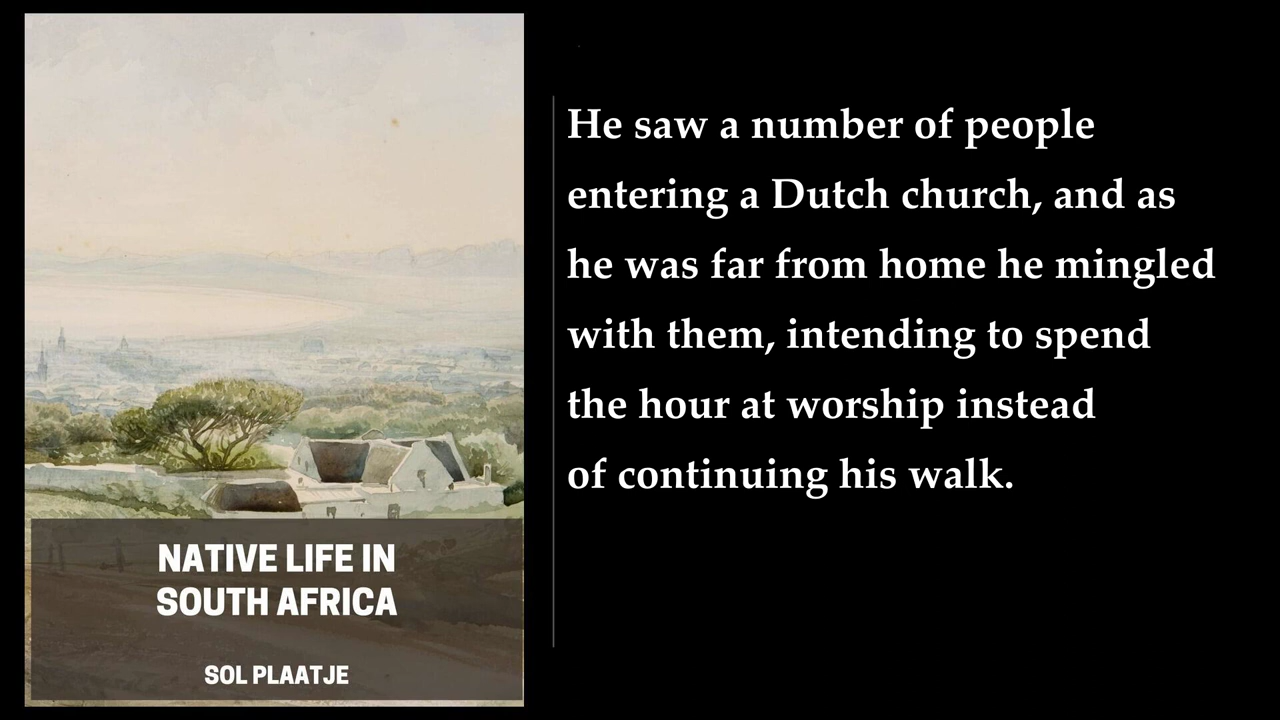 He saw a number of people
entering a Dutch church, and as
he was far from home he mingled
with them, intending to spend
the hour at worship instead
of continuing his walk.
NATIVE LIFE IN
SOUTH AFRICA
SOL PLAATJE